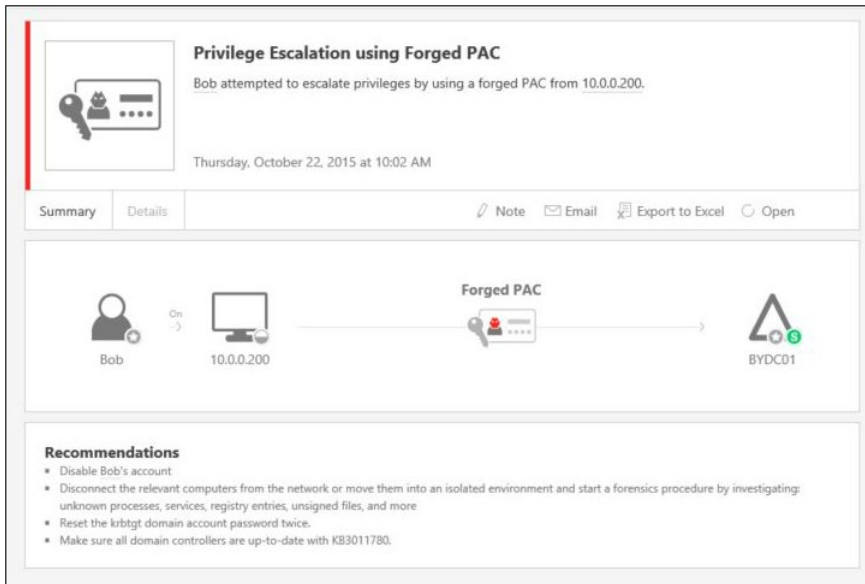 Privilege Escalation using Forged PAC
Bob attempted to escalate privileges by using a forged PAC from 10.0.0.200.
Thursday, October 22, 2015 at 10:02 AM
Summary
Details
Note
Email
Export to Excel
Open
Forged PAC
On
Bob
10.0.0.200
S
BYDC01
Recommendations
Disable Bob's account
Disconnect the relevant computers from the network or move them into an isolated environment and start a forensics procedure by investigating:
unknown processes, services, registry entries, unsigned files, and more
Reset the krbtgt domain account password twice.
Make sure all domain controllers are up-to-date with KB3011780.